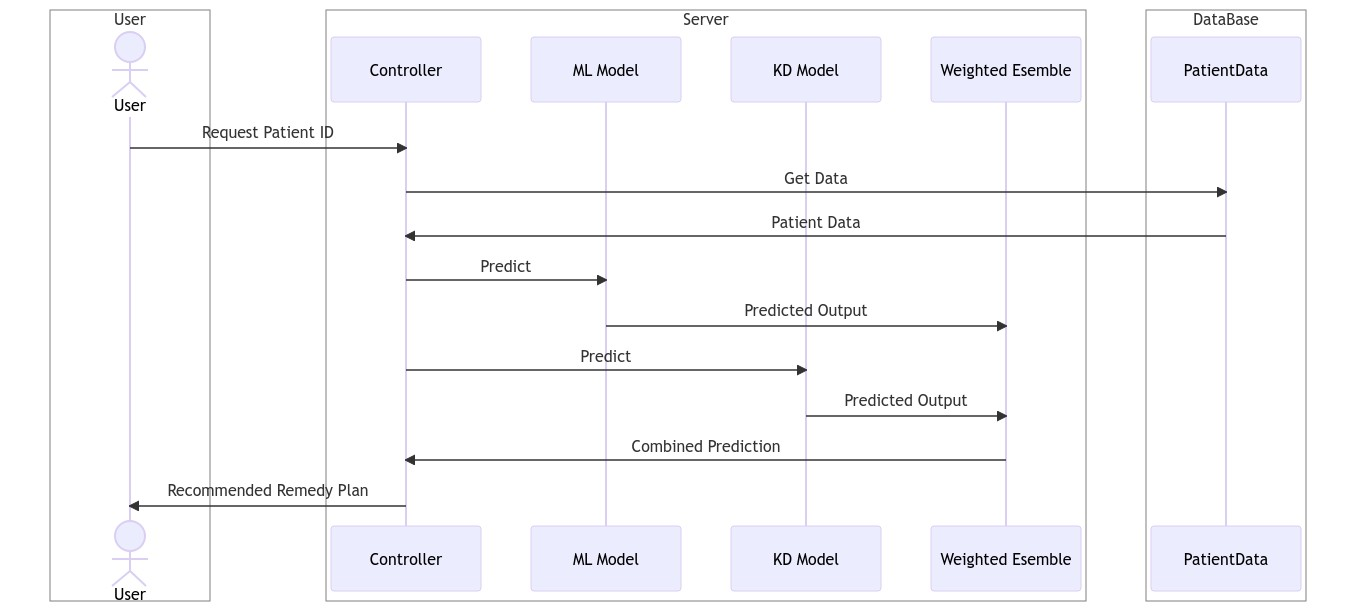 User
Server
DataBase
Controller
ML Model
KD Model
Weighted Esemble
PatientData
User
Request Patient ID
Get Data
Patient Data
Predict
Predicted Output
Predict
Predicted Output
Combined Prediction
Recommended Remedy Plan
Controller
ML Model
KD Model
Weighted Esemble
PatientData
User